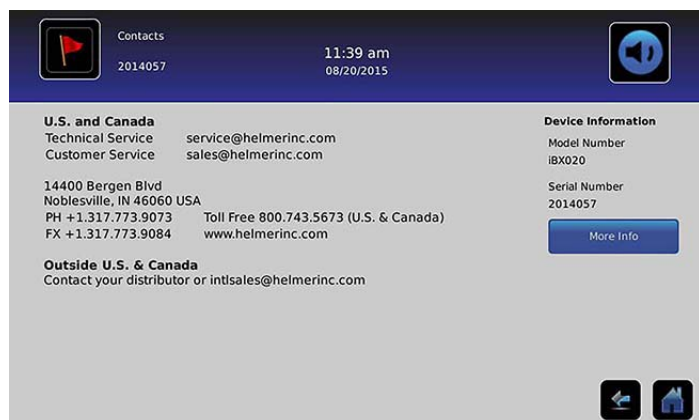 Contacts
2014057
11:39 am
08/20/2015
U.S. and Canada
Technical Service service@helmerinc.com
Customer Service sales@helmerinc.com
14400 Bergen Blvd
Noblesville, IN 46060 USA
PH +1.317.773.9073 Toll Free 800.743.5673 (U.S. & Canada)
FX +1.317.773.9084 www.helmerinc.com
Outside U.S. & Canada
Contact your distributor or intlsales@helmerinc.com
Device Information
Model Number
iBX020
Serial Number
2014057
More Info